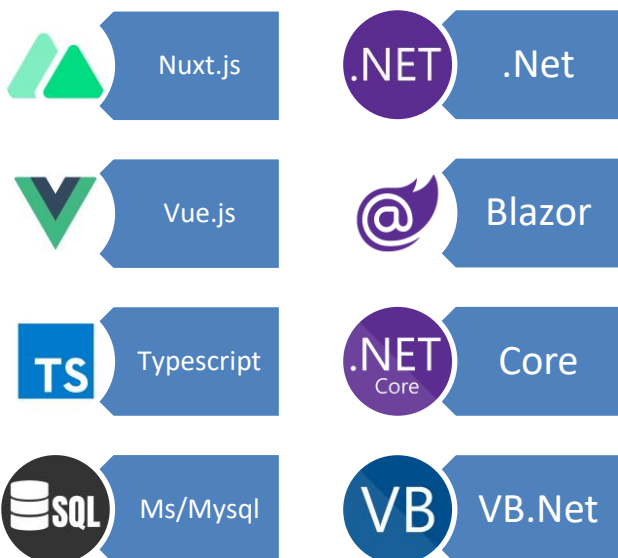 Nuxt.js
.NET
.Net
Vue.js
@
Blazor
TS
Typescript
.NET
Core
Core
SQL
Ms/Mysql
VB
VB.Net